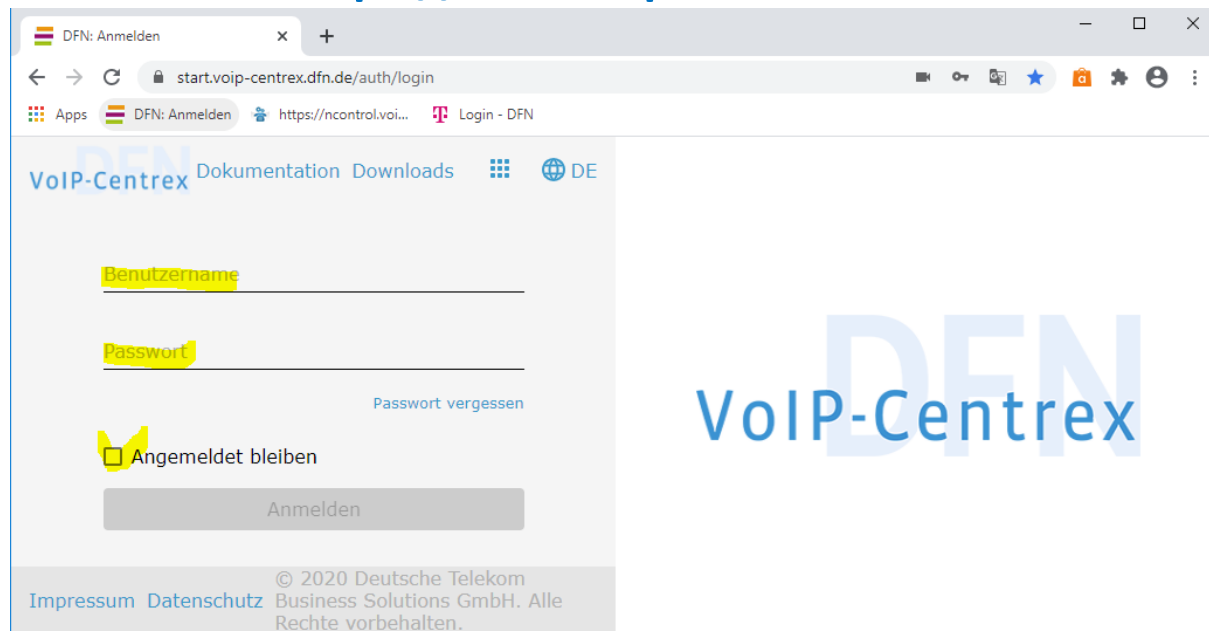 DFN: Anmelden
start.voip-centrex.dfn.de/auth/login
Apps DFN: Anmelden https://ncontrol.voi... Login - DFN
DFN
VoIP-Centrex Dokumentation Downloads DE
Benutzername
Passwort
Passwort vergessen
Angemeldet bleiben
Anmelden
DFN
VoIP-Centrex
Impressum Datenschutz © 2020 Deutsche Telekom
Business Solutions GmbH. Alle
Rechte vorbehalten.